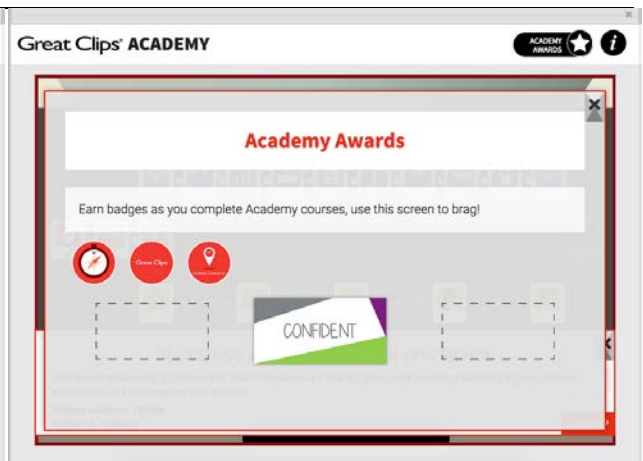 Great Clips® ACADEMY
ACADEMY AWARDS
Academy Awards
Earn badges as you complete Academy courses, use this screen to brag!
Great Clips
CONFIDENT